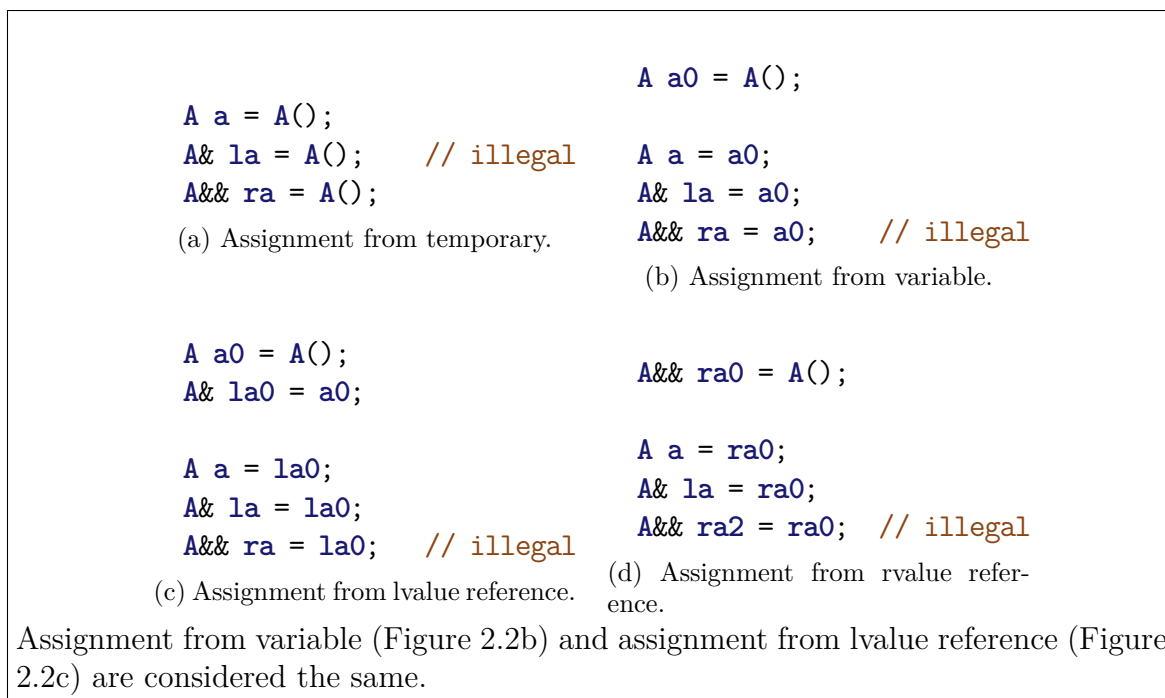 A a = A();
A& la = A(); // illegal
A&& ra = A();
(a) Assignment from temporary.
A a0 = A();
A a = a0;
A& la = a0;
A&& ra = a0; // illegal
(b) Assignment from variable.
A a0 = A();
A& la0 = a0;
A a = la0;
A& la = la0;
A&& ra = la0; // illegal
(c) Assignment from lvalue reference.
A&& ra0 = A();
A a = ra0;
A& la = ra0;
A&& ra2 = ra0; // illegal
(d) Assignment from rvalue refer-
ence.
Assignment from variable (Figure 2.2b) and assignment from lvalue reference (Figure
2.2c) are considered the same.